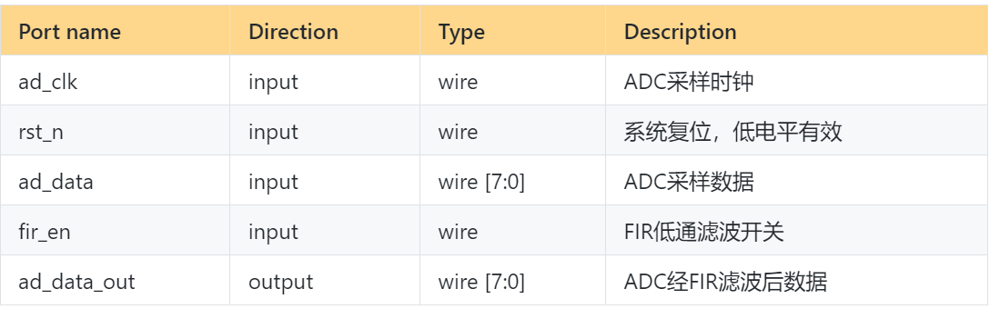 Port name Direction Type Description
ad_clk input wire ADC采样时钟
rst_n input wire 系统复位，低电平有效
ad_data input wire [7:0] ADC采样数据
fir_en input wire FIR低通滤波开关
ad_data_out output wire [7:0] ADC经FIR滤波后数据